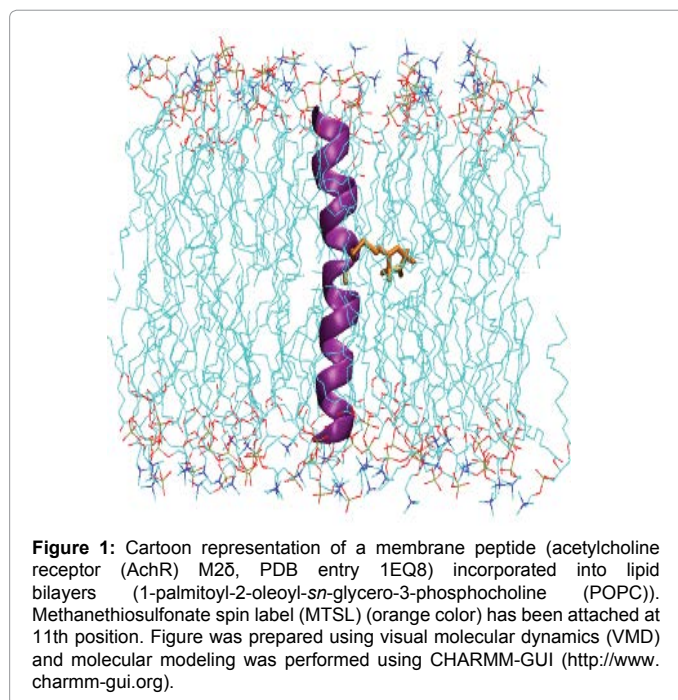 Figure 1: Cartoon representation of a membrane peptide (acetylcholine
receptor (AchR) M2δ, PDB entry 1EQ8) incorporated into lipid
bilayers (1-palmitoyl-2-oleoyl-sn-glycero-3-phosphocholine (POPC)).
Methanethiosulfonate spin label (MTSL) (orange color) has been attached at
11th position. Figure was prepared using visual molecular dynamics (VMD)
and molecular modeling was performed using CHARMM-GUI (http://www.
charmm-gui.org).